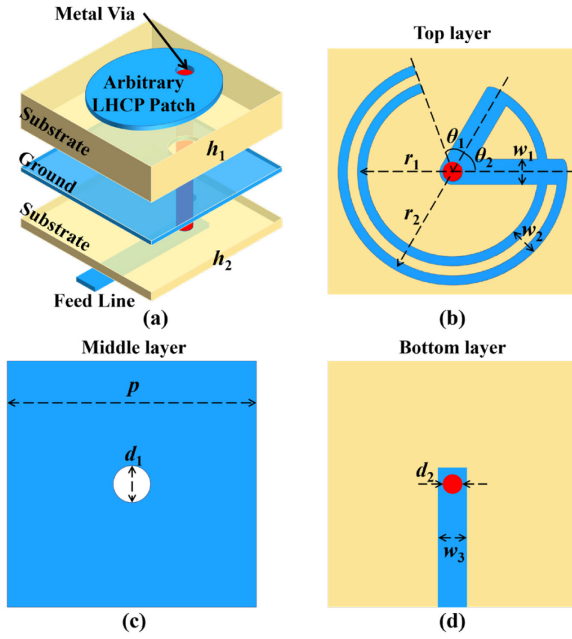 Metal Via
Arbitrary
LHCP Patch
Substrate
h1
Ground
Substrate
h2
Feed Line
(a)
Top layer
θ1
θ2
w1
r1
r2
w2
(b)
Middle layer
p
d1
(c)
Bottom layer
d2
w3
(d)